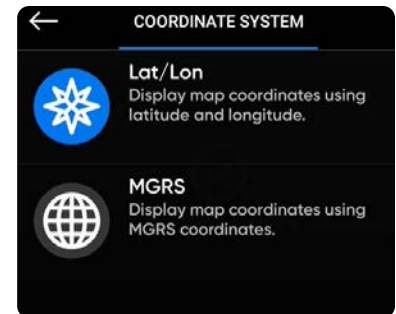 COORDINATE SYSTEM
Lat/Lon
Display map coordinates using
latitude and longitude.
MGRS
Display map coordinates using
MGRS coordinates.